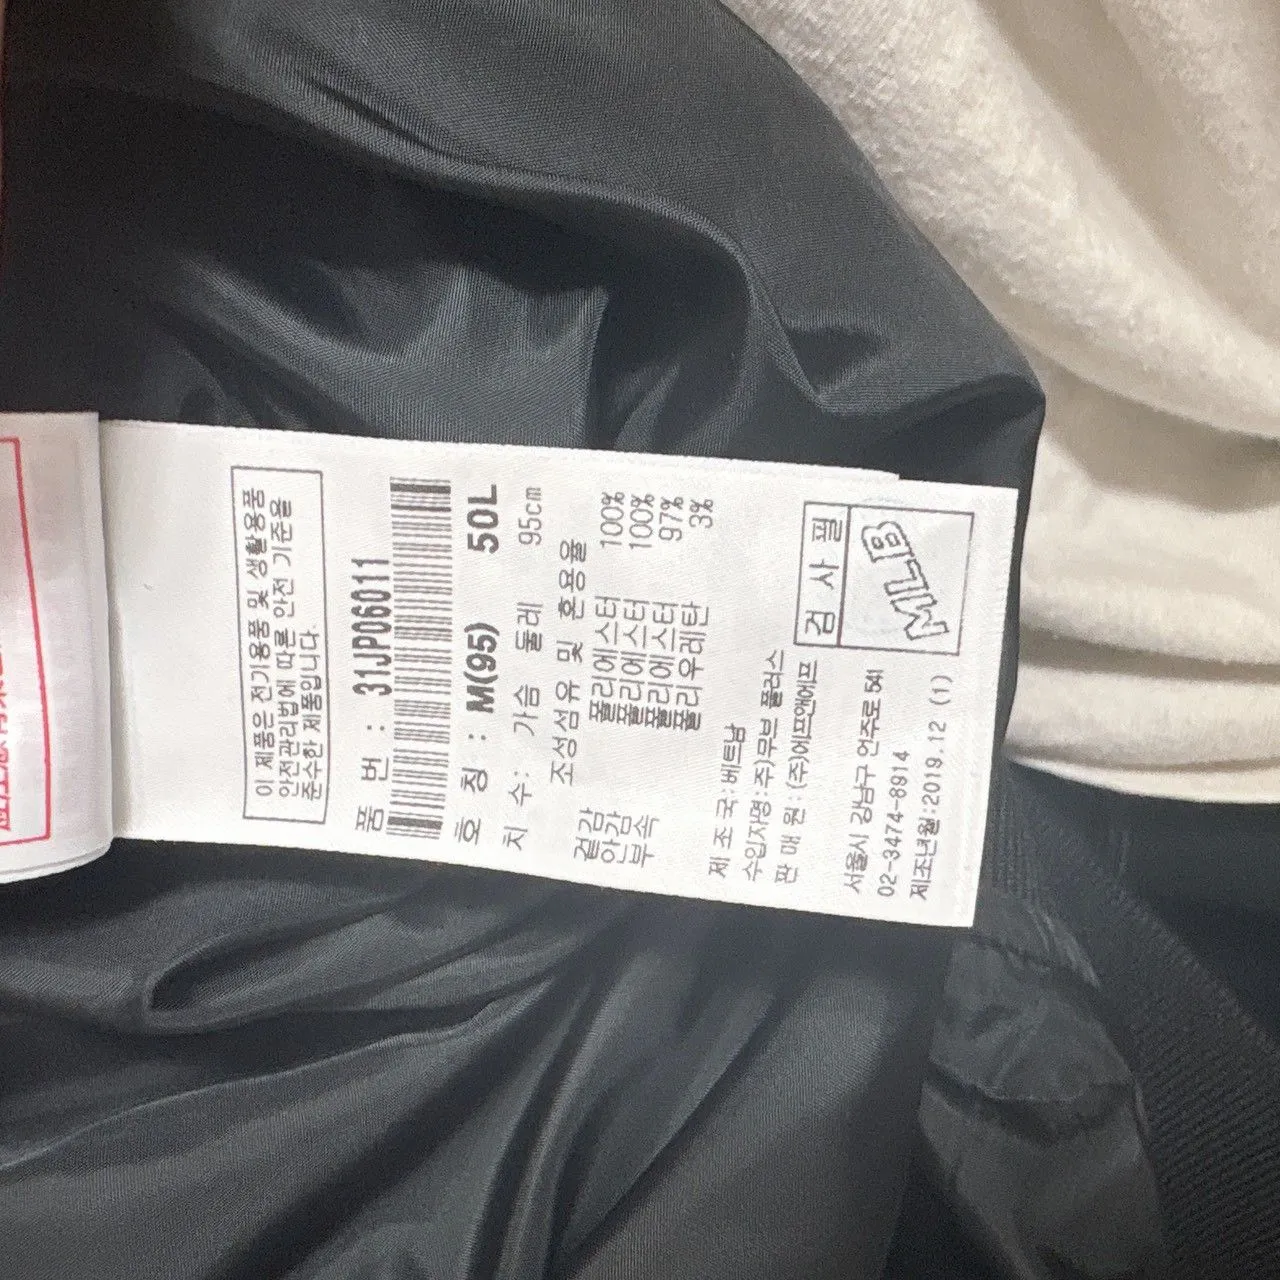 이 제품은 전기용품 및 생활용품
안전관리법에 따른 안전 기준을
준수한 제품입니다.
품 번 : 31JP06011
호 칭 : M(95) 50L
치 수: 가슴 둘레 95cm
조성섬유 및 혼용율
겉감 폴리에스터 100%
안감 폴리에스터 100%
부속 폴리에스터 97%
폴리우레탄 3%
제 조 국:베트남
수입자명:주)무브 플러스
판 매 원:(주)에프앤에프
서울시 강남구 언주로 541
02-3474-8914
제조년월:2019.12 (1)
검 사 필
MLB